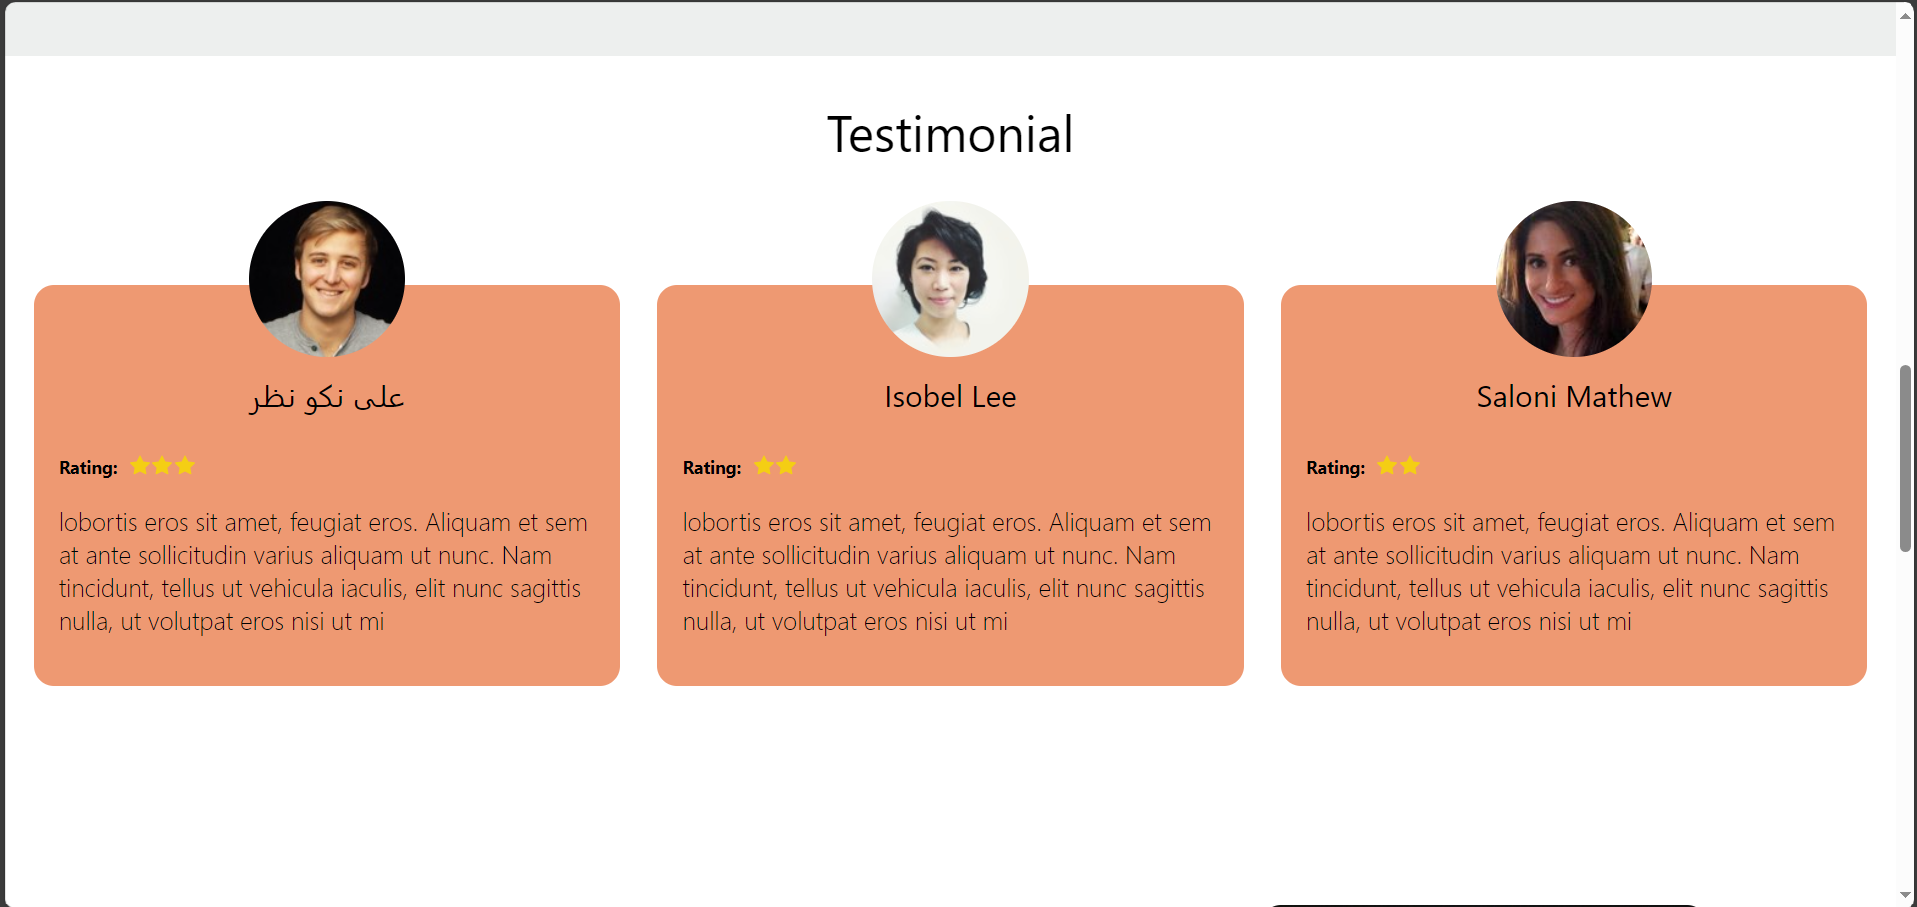 Testimonial
علی نکو نظر
Rating:
lobortis eros sit amet, feugiat eros. Aliquam et sem
at ante sollicitudin varius aliquam ut nunc. Nam
tincidunt, tellus ut vehicula iaculis, elit nunc sagittis
nulla, ut volutpat eros nisi ut mi
Isobel Lee
Rating:
lobortis eros sit amet, feugiat eros. Aliquam et sem
at ante sollicitudin varius aliquam ut nunc. Nam
tincidunt, tellus ut vehicula iaculis, elit nunc sagittis
nulla, ut volutpat eros nisi ut mi
Saloni Mathew
Rating:
lobortis eros sit amet, feugiat eros. Aliquam et sem
at ante sollicitudin varius aliquam ut nunc. Nam
tincidunt, tellus ut vehicula iaculis, elit nunc sagittis
nulla, ut volutpat eros nisi ut mi